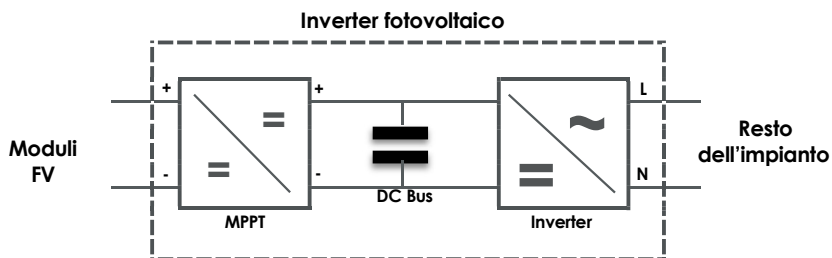 Inverter fotovoltaico
+
+
L
Moduli
FV
Resto
dell'impianto
-
-
N
DC Bus
MPPT
Inverter